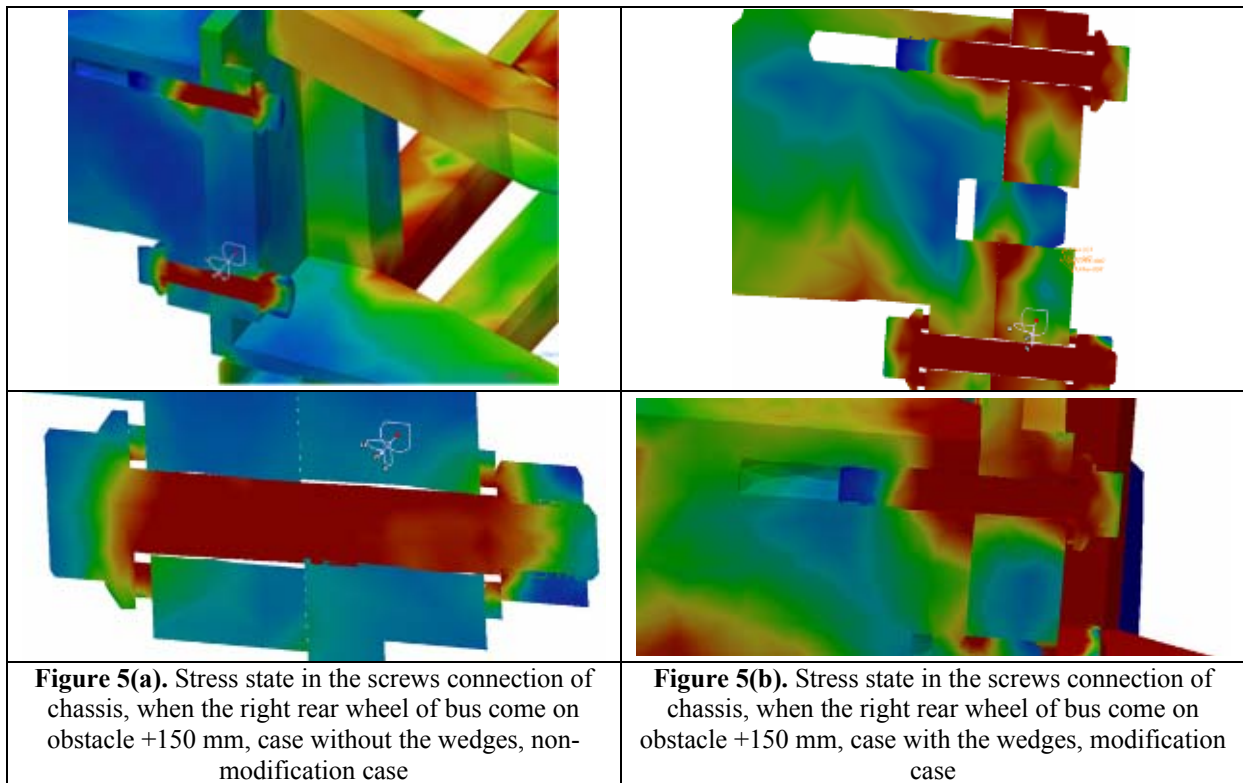 Figure 5(a). Stress state in the screws connection of
chassis, when the right rear wheel of bus come on
obstacle +150 mm, case without the wedges, non-
modification case
Figure 5(b). Stress state in the screws connection of
chassis, when the right rear wheel of bus come on
obstacle +150 mm, case with the wedges, modification
case